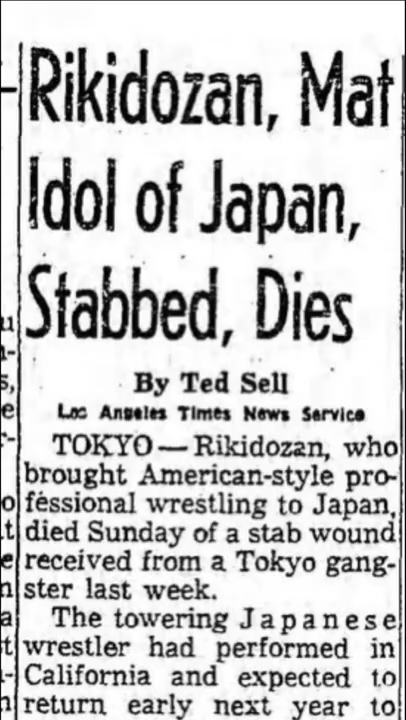 Rikidozan, Mat
Idol of Japan,
Stabbed, Dies
By Ted Sell
Los Angeles Times News Service
TOKYO — Rikidozan, who
brought American-style pro-
fessional wrestling to Japan,
died Sunday of a stab wound
received from a Tokyo gang-
ster last week.
The towering Japanese
wrestler had performed in
California and expected to
return early next year to